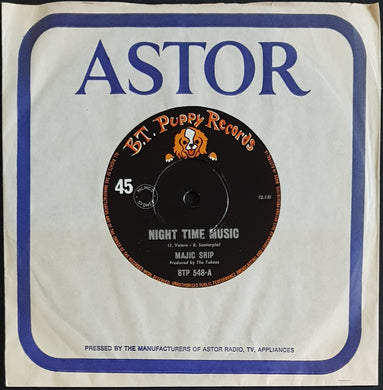 ASTOR
B.T. Puppy Records
45
(2.13)
NIGHT TIME MUSIC
MAJIC SHIP
Produced by The Tokens
BTP 548-A
PRESSED BY THE MANUFACTURERS OF ASTOR RADIO, TV, APPLIANCES